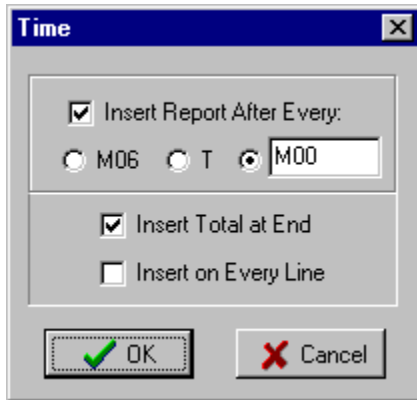 Time
Insert Report After Every:
M06 T M00
Insert Total at End
Insert on Every Line
OK Cancel